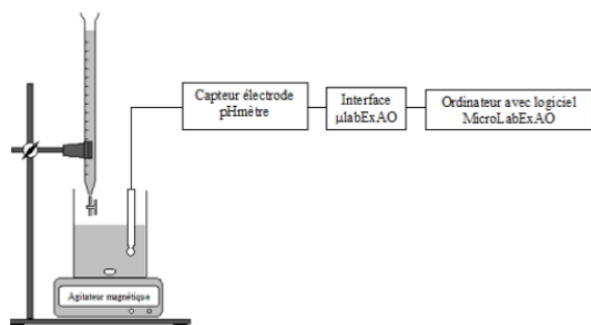 Capteur électrode
pHmètre
Interface
µlabExAO
Ordinateur avec logiciel
MicroLabExAO
Agitateur magnétique